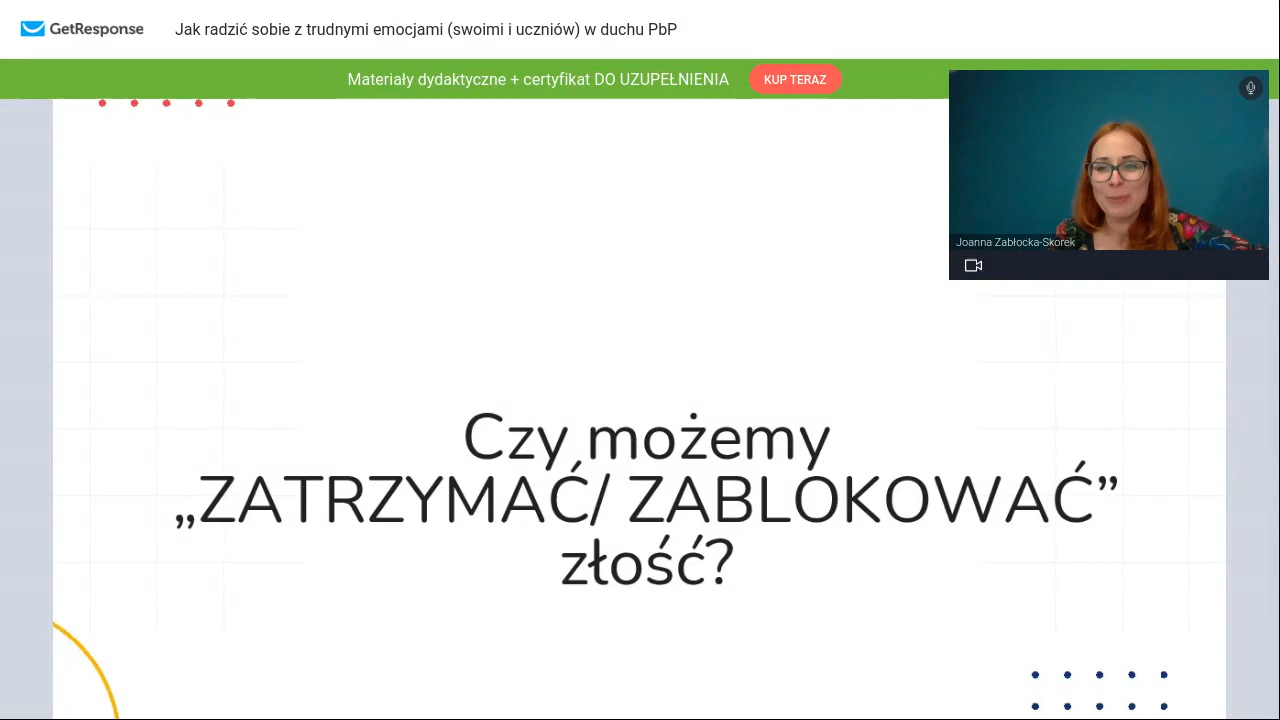 GetResponse
Jak radzić sobie z trudnymi emocjami (swoimi i uczniów) w duchu PbP
Materiały dydaktyczne + certyfikat DO UZUPEŁNIENIA
KUP TERAZ
Joanna Zabłocka-Skorek
Czy możemy
„ZATRZYMAĆ/ ZABLOKOWAĆ”
złość?